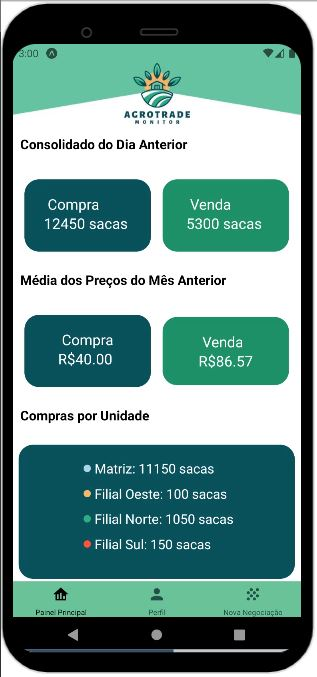 3:00
AGROTRADE
MONITOR
Consolidado do Dia Anterior
Compra
12450 sacas
Venda
5300 sacas
Média dos Preços do Mês Anterior
Compra
R$40.00
Venda
R$86.57
Compras por Unidade
Matriz: 11150 sacas
Filial Oeste: 100 sacas
Filial Norte: 1050 sacas
Filial Sul: 150 sacas
Painel Principal
Perfil
Nova Negociação